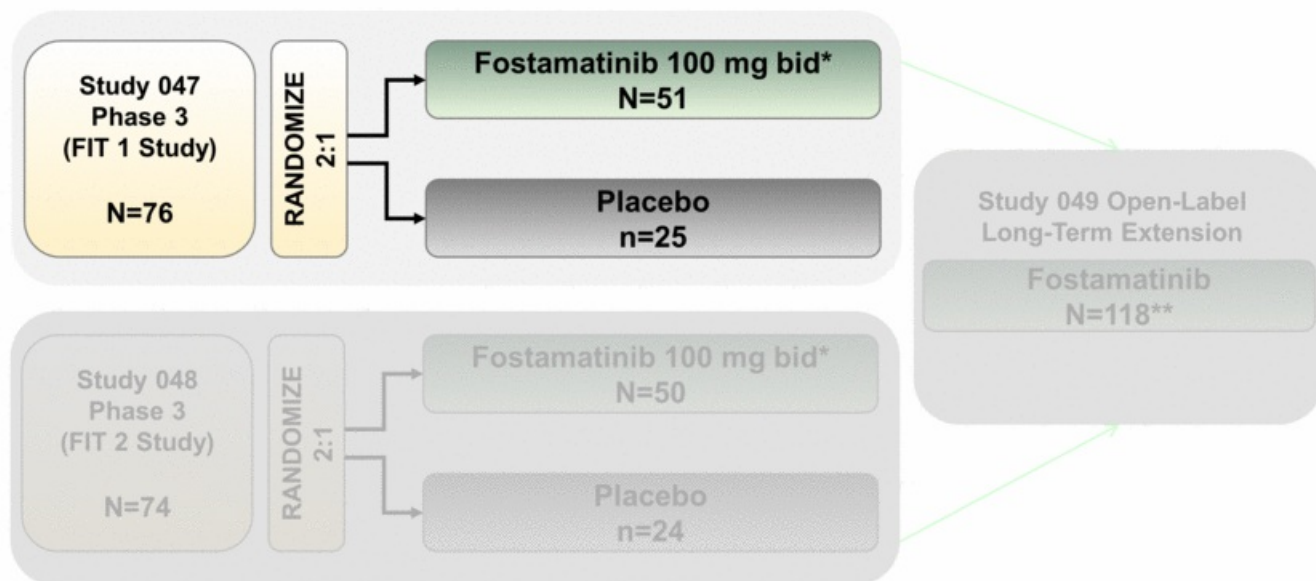 Study 047
Phase 3
(FIT 1 Study)
N=76
RANDOMIZE
2:1
Fostamatinib 100 mg bid*
N=51
Placebo
n=25
Study 048
Phase 3
(FIT 2 Study)
N=74
RANDOMIZE
2:1
Fostamatinib 100 mg bid*
N=50
Placebo
n=24
Study 049 Open-Label
Long-Term Extension
Fostamatinib
N=118**